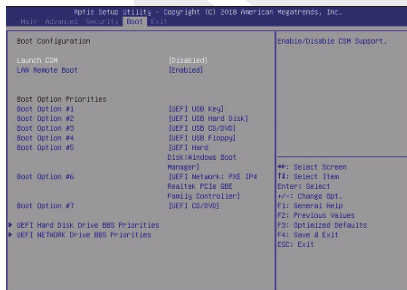 Aptio Setup Utility - Copyright (C) 2018 American Megatrends, Inc.
Main Advanced Security Boot Exit
Boot Configuration
Launch CSM [Disabled]
LAN Remote Boot [Enabled]
Boot Option Priorities
Boot Option #1 [UEFI USB Key]
Boot Option #2 [UEFI USB Hard Disk]
Boot Option #3 [UEFI USB CD/DVD]
Boot Option #4 [UEFI USB Floppy]
Boot Option #5 [UEFI Hard
Disk:Windows Boot
Manager]
Boot Option #6 [UEFI Network: PXE IP4
Realtek PCIe GBE
Family Controller]
Boot Option #7 [UEFI CD/DVD]
UEFI Hard Disk Drive BBS Priorities
UEFI NETWORK Drive BBS Priorities
Enable/Disable CSM Support.
↔: Select Screen
↑↓: Select Item
Enter: Select
+/-: Change Opt.
F1: General Help
F2: Previous Values
F3: Optimized Defaults
F4: Save & Exit
ESC: Exit